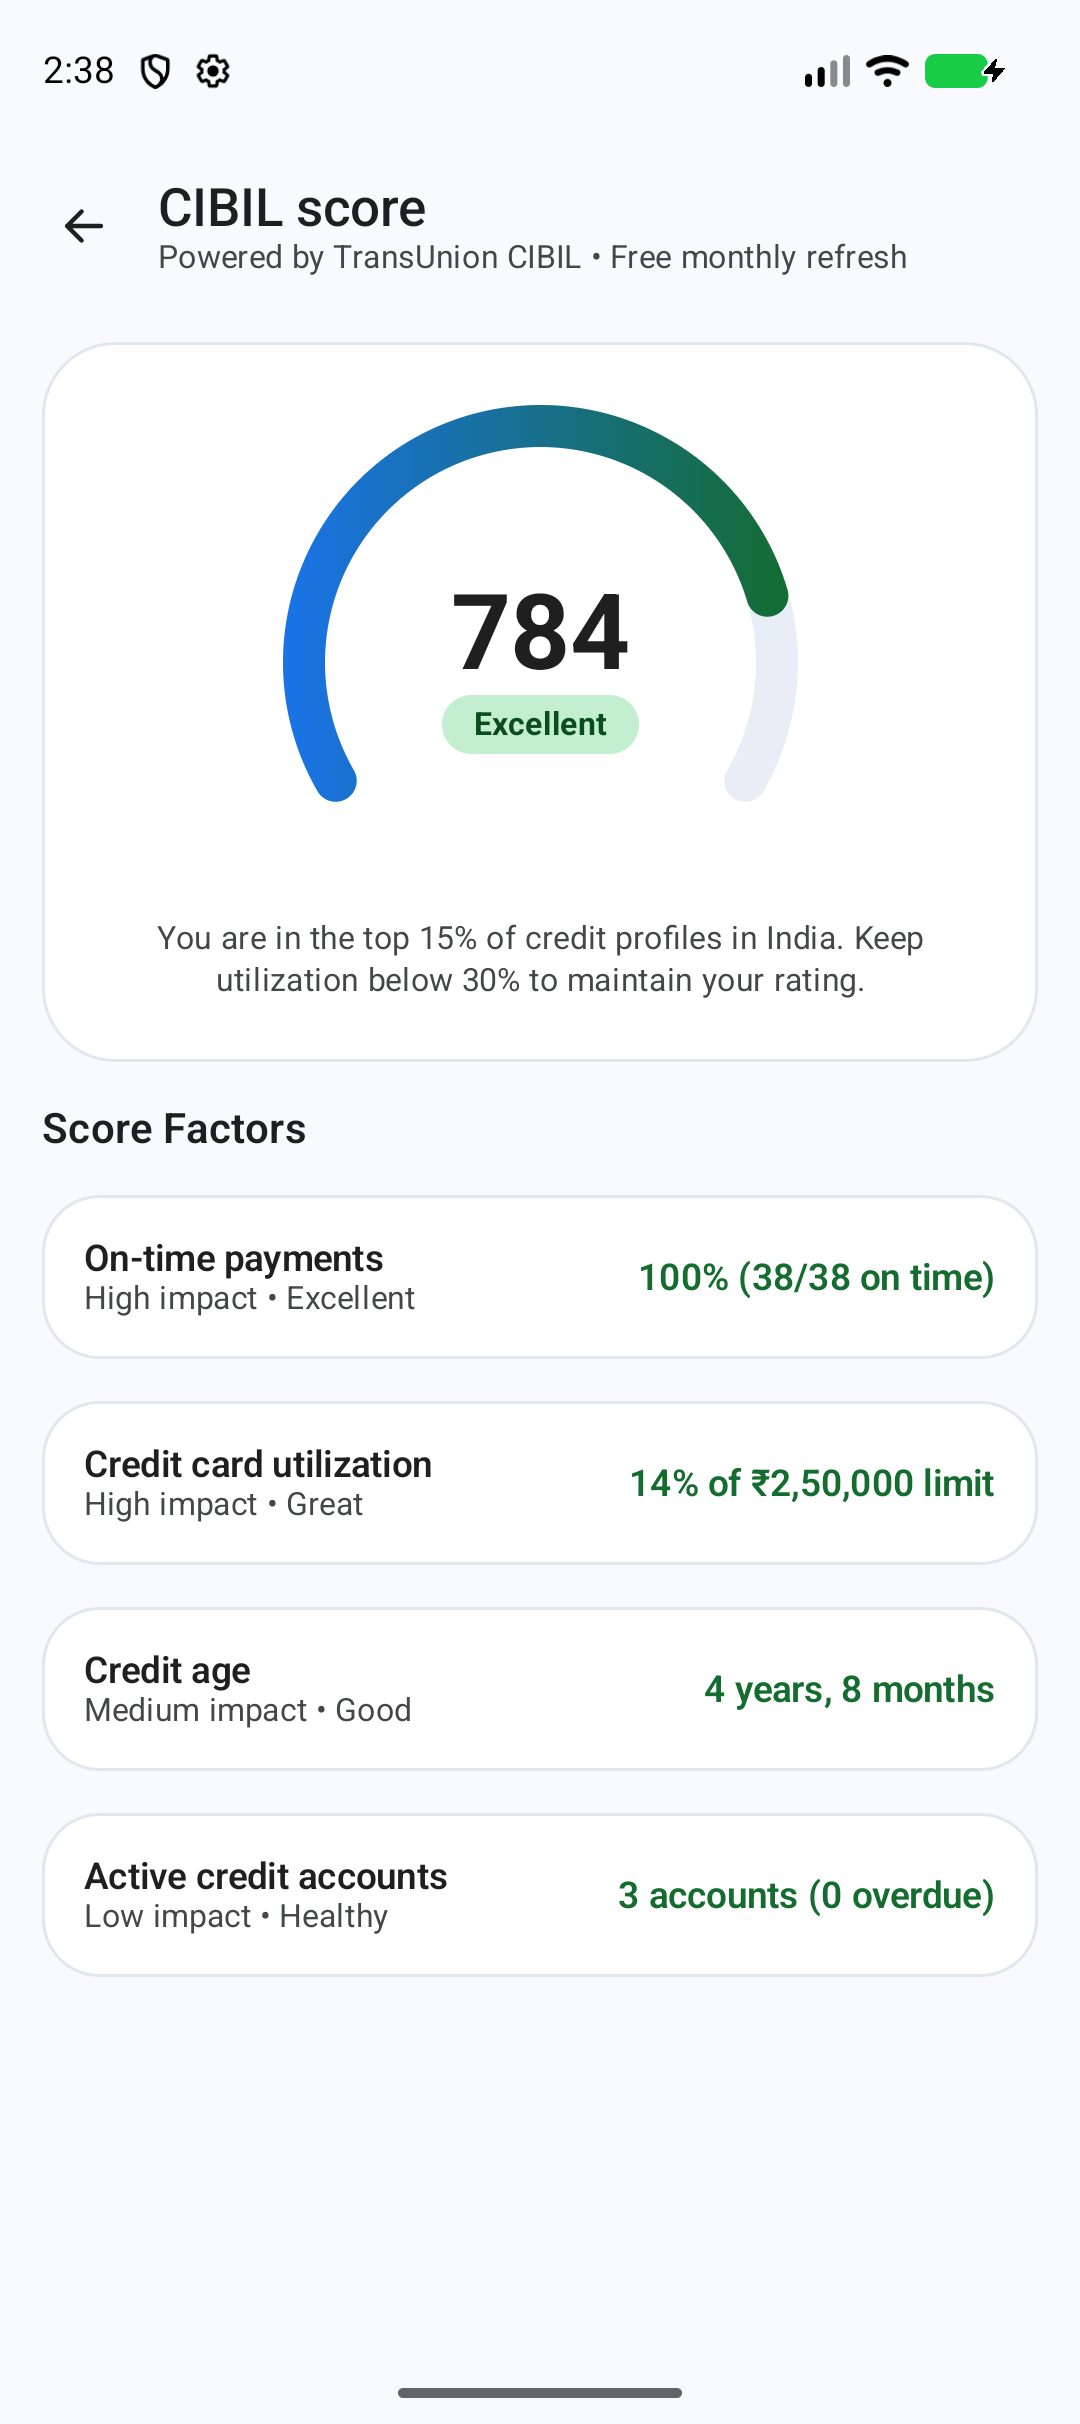 2:38
CIBIL score
Powered by TransUnion CIBIL • Free monthly refresh
784
Excellent
You are in the top 15% of credit profiles in India. Keep
utilization below 30% to maintain your rating.
Score Factors
On-time payments
High impact • Excellent
100% (38/38 on time)
Credit card utilization
High impact • Great
14% of ₹2,50,000 limit
Credit age
Medium impact • Good
4 years, 8 months
Active credit accounts
Low impact • Healthy
3 accounts (0 overdue)